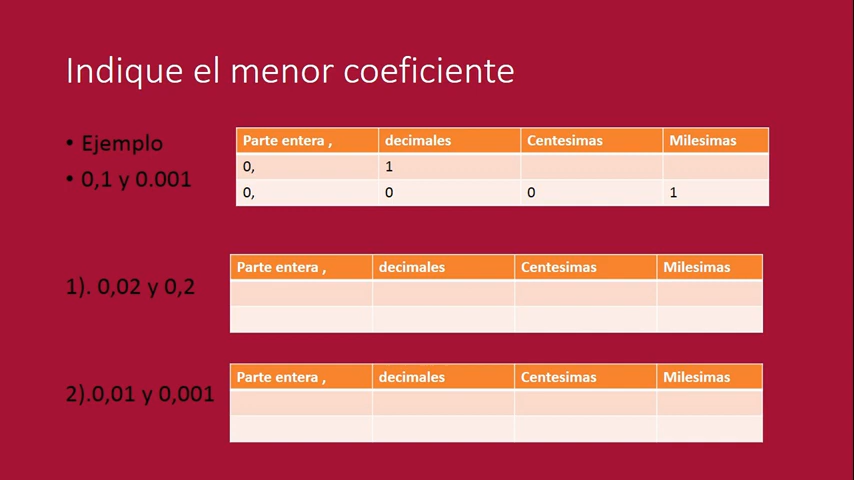 Indique el menor coeficiente
• Ejemplo
• 0,1 y 0.001
Parte entera , decimales Centesimas Milesimas
0, 1
0, 0 0 1
1). 0,02 y 0,2
Parte entera , decimales Centesimas Milesimas
2).0,01 y 0,001
Parte entera , decimales Centesimas Milesimas